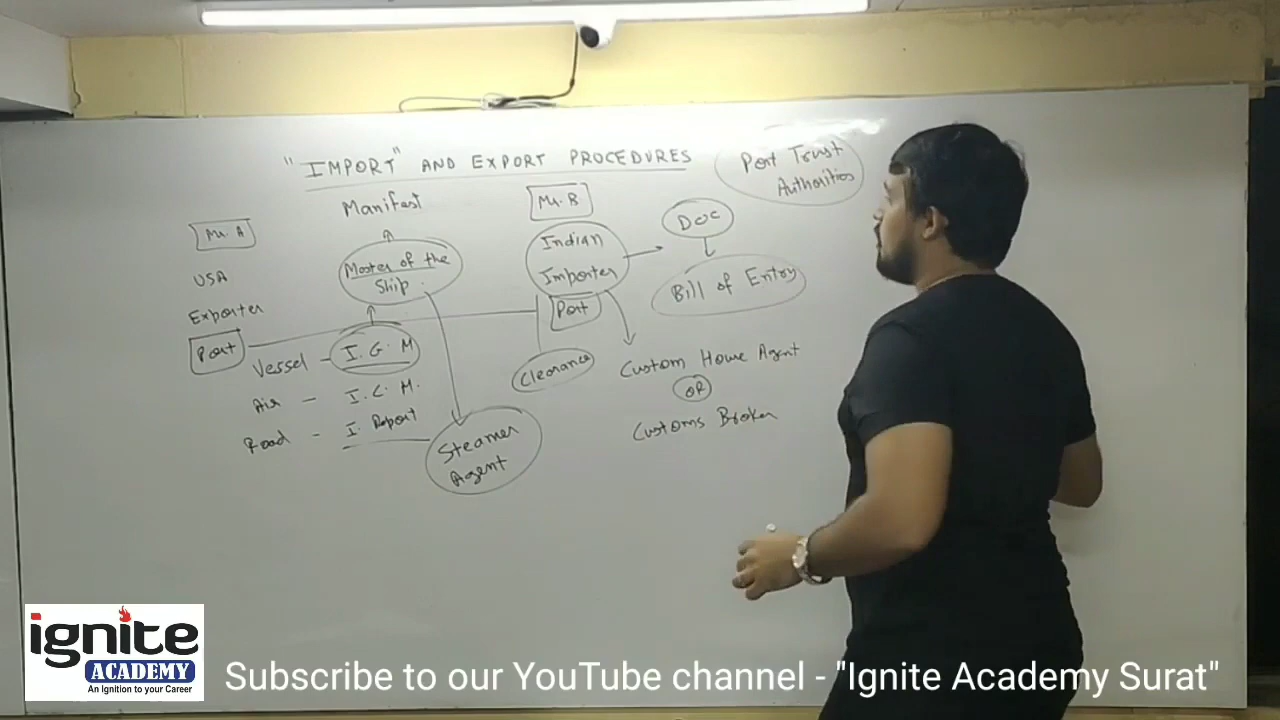 "IMPORT" AND EXPORT PROCEDURES
Port Trust
Authorities
Manifest
Mr. B
Mr. A
DOC
Indian
Importer
Master of the
Ship.
USA
Bill of Entry
Exporter
Port
Port
Vessel - I. G. M
Clearance
Custom House Agent
OR
Customs Broker
Air - I. C. M.
Road - I. Report
Steamer
Agent
ignite
ACADEMY
An Ignition to your Career
Subscribe to our YouTube channel - "Ignite Academy Surat"